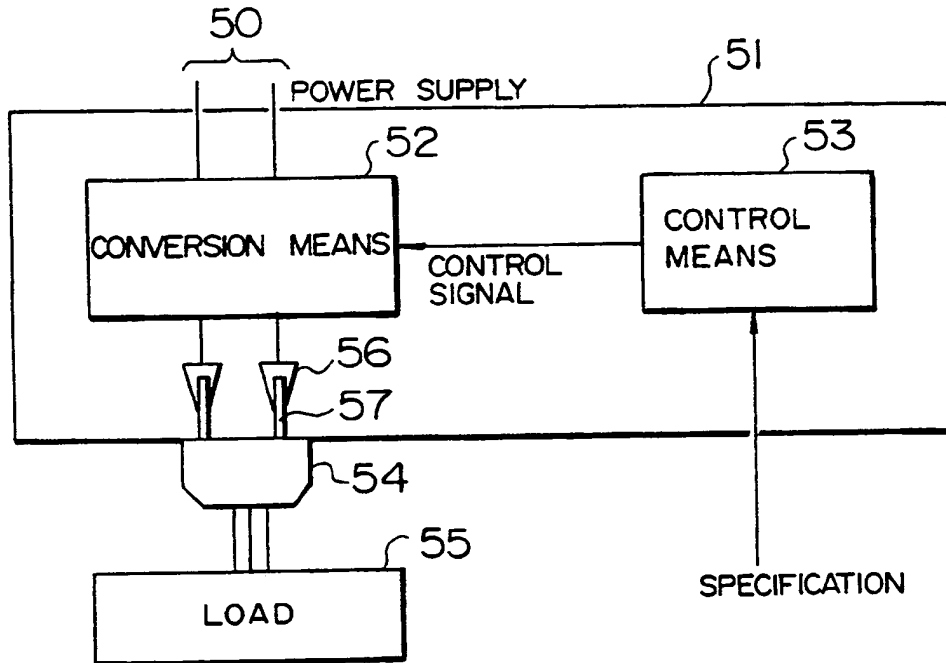 50
51
POWER SUPPLY
52
53
CONVERSION MEANS
CONTROL
MEANS
CONTROL
SIGNAL
56
57
54
55
LOAD
SPECIFICATION